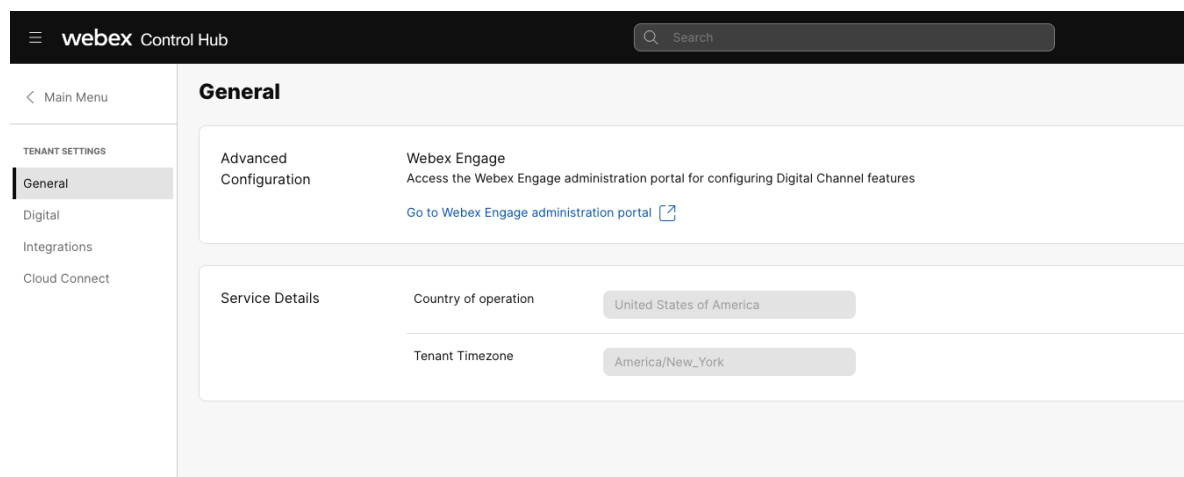 webex Control Hub
Search
Main Menu
General
TENANT SETTINGS
General
Digital
Integrations
Cloud Connect
Advanced
Configuration
Webex Engage
Access the Webex Engage administration portal for configuring Digital Channel features
Go to Webex Engage administration portal
Service Details
Country of operation
United States of America
Tenant Timezone
America/New_York